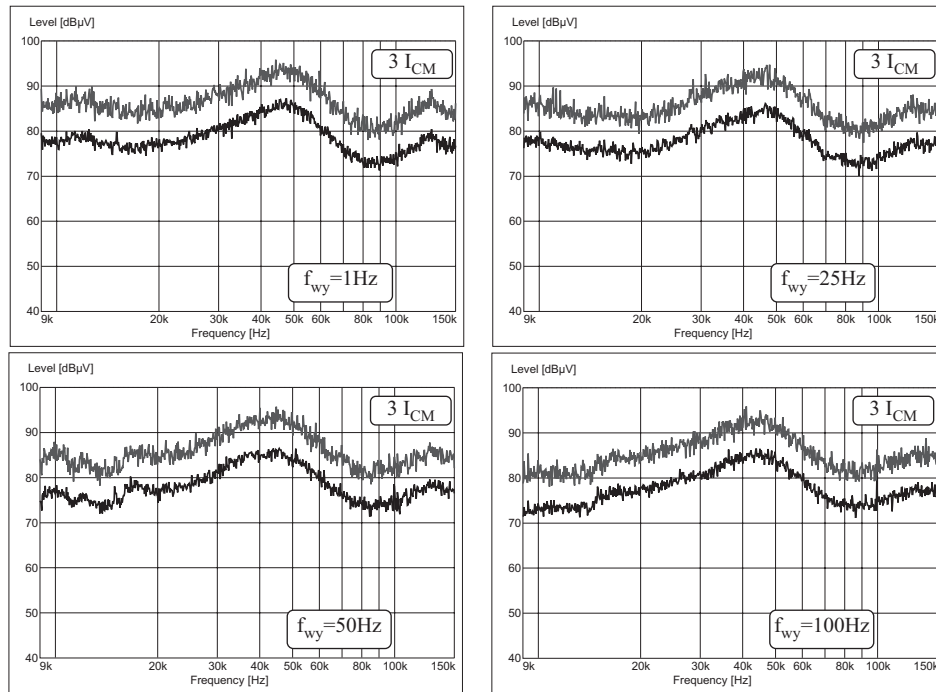 Level [dBµV]
100
90
80
70
60
50
40
3 I_CM
f_wy=1Hz
9k 20k 30k 40k 50k 60k 80k 100k 150k
Frequency [Hz]
Level [dBµV]
100
90
80
70
60
50
40
3 I_CM
f_wy=25Hz
9k 20k 30k 40k 50k 60k 80k 100k 150k
Frequency [Hz]
Level [dBµV]
100
90
80
70
60
50
40
3 I_CM
f_wy=50Hz
9k 20k 30k 40k 50k 60k 80k 100k 150k
Frequency [Hz]
Level [dBµV]
100
90
80
70
60
50
40
3 I_CM
f_wy=100Hz
9k 20k 30k 40k 50k 60k 80k 100k 150k
Frequency [Hz]